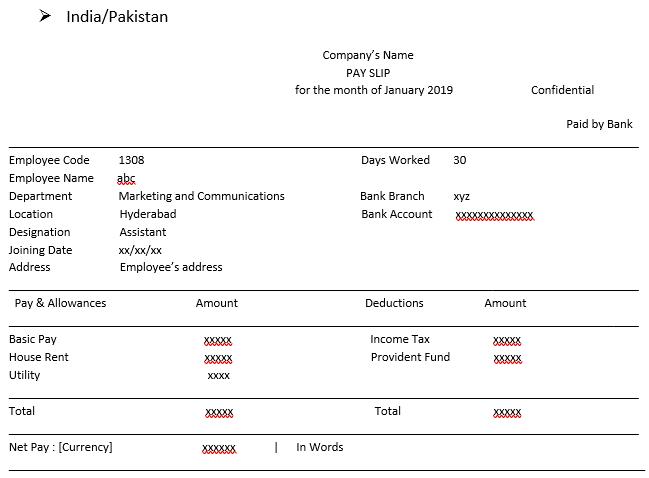 ➢ India/Pakistan
Company's Name
PAY SLIP
for the month of January 2019 Confidential
Paid by Bank
Employee Code 1308 Days Worked 30
Employee Name abc
Department Marketing and Communications Bank Branch xyz
Location Hyderabad Bank Account xxxxxxxxxxxxxx
Designation Assistant
Joining Date xx/xx/xx
Address Employee's address
Pay & Allowances Amount Deductions Amount
Basic Pay xxxxx Income Tax xxxxx
House Rent xxxxx Provident Fund xxxxx
Utility xxxx
Total xxxxx Total xxxxx
Net Pay : [Currency] xxxxxx | In Words